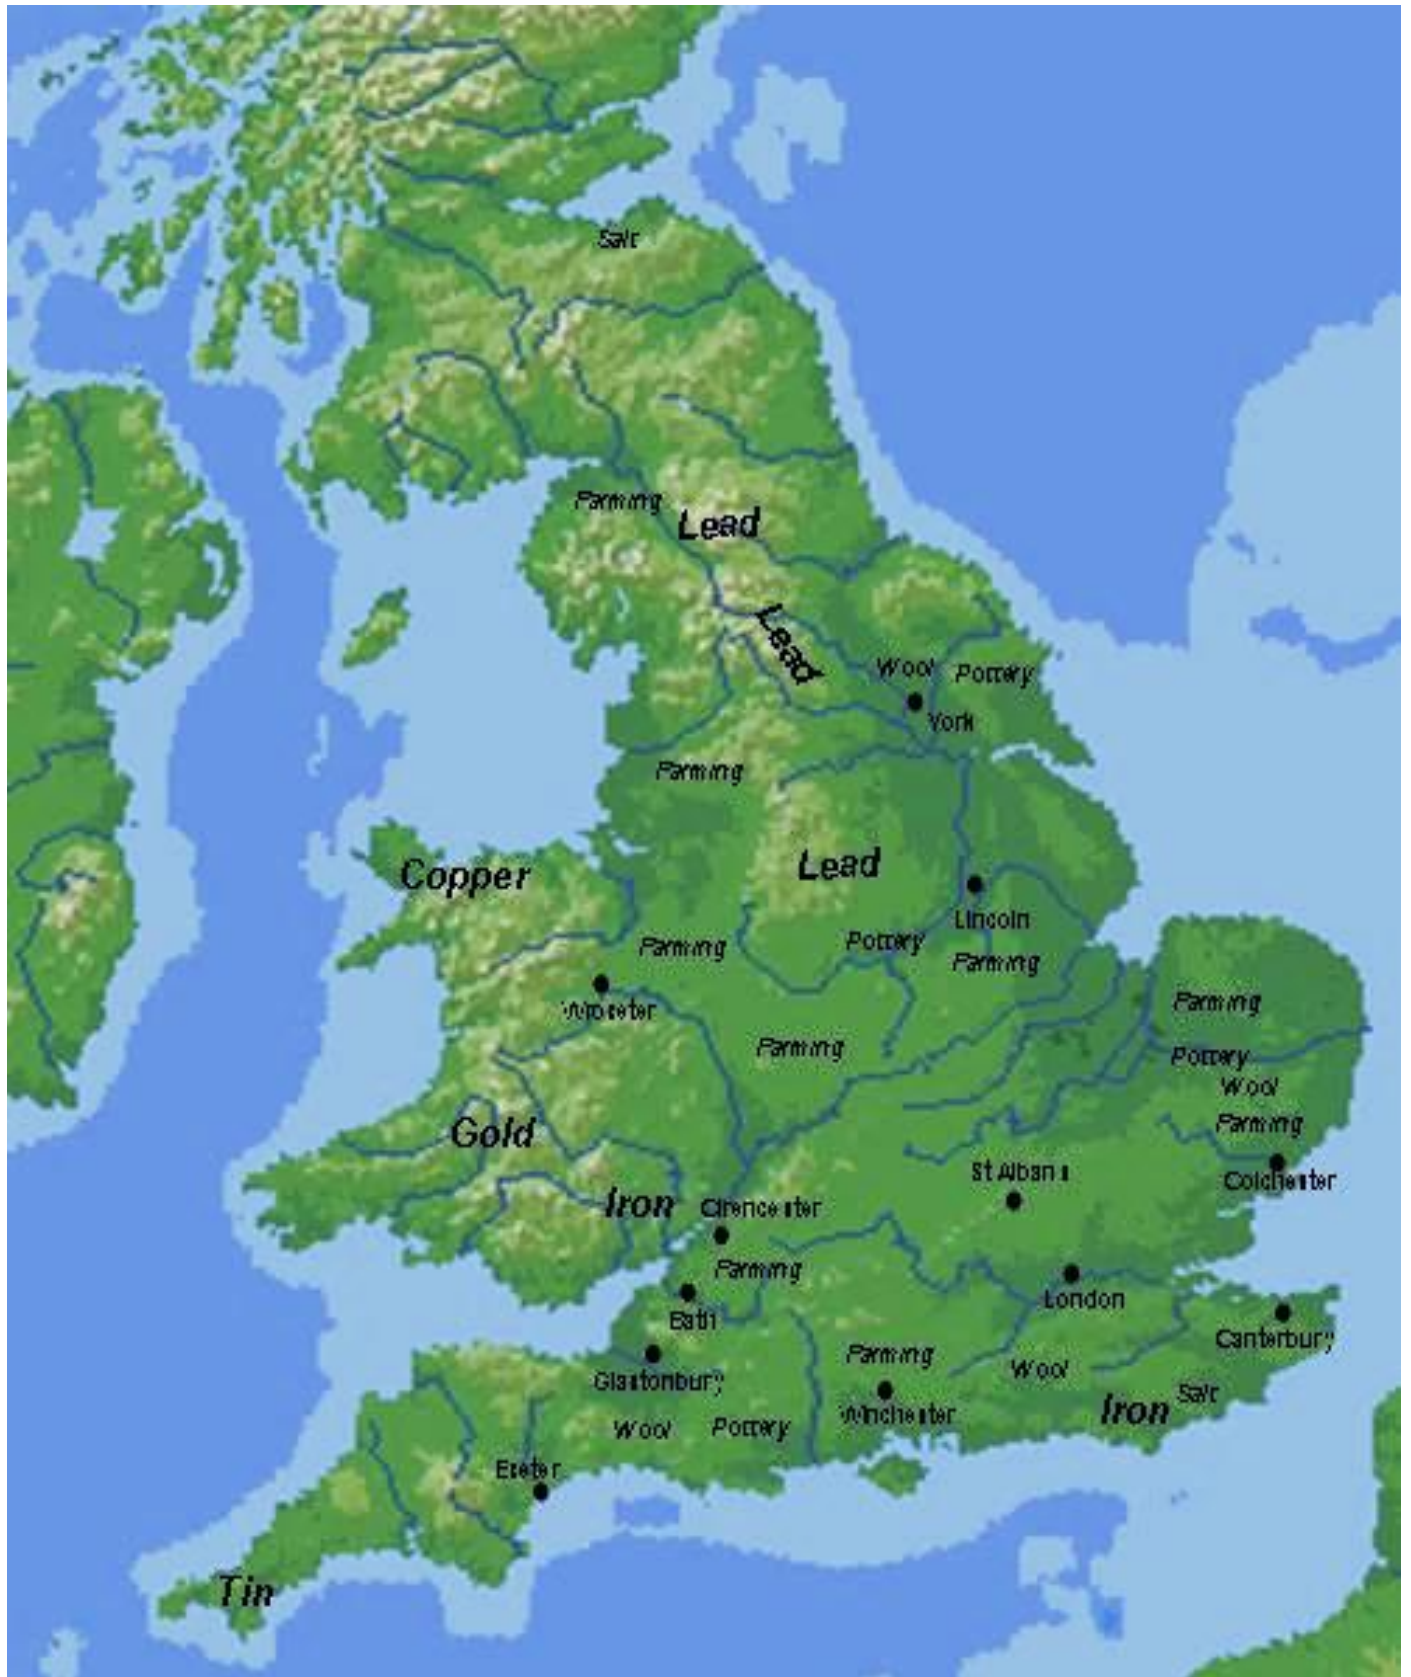 Salt
Farming
Lead
Lead
Wool
Pottery
York
Farming
Copper
Lead
Lincoln
Pottery
Farming
Farming
Wroxeter
Farming
Farming
Pottery
Wool
Farming
Gold
St Albans
Colchester
Iron
Cirencester
Farming
London
Bath
Canterbury
Farming
Wool
Glastonbury
Iron
Salt
Winchester
Wool
Pottery
Exeter
Tin